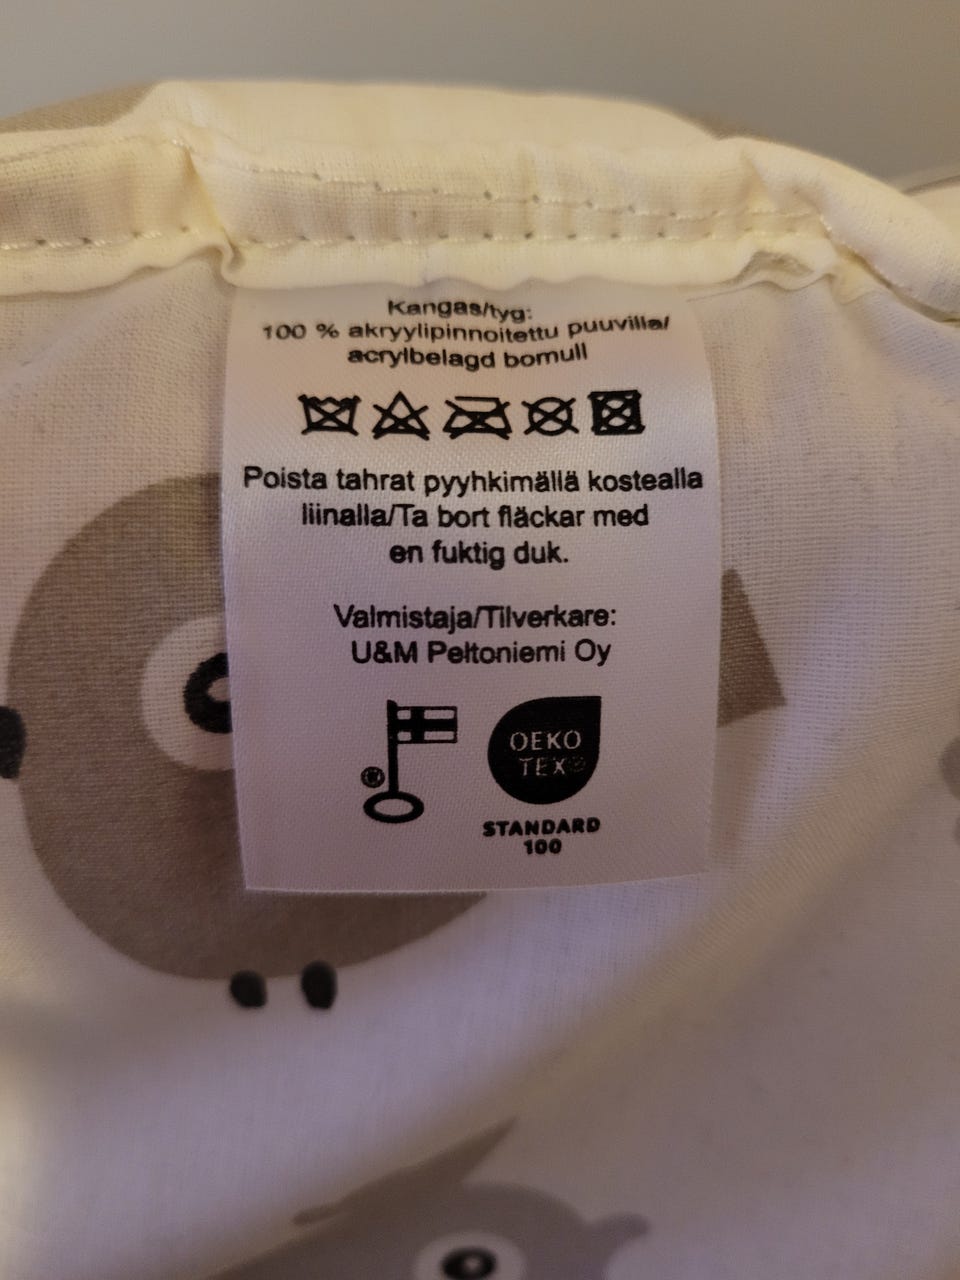 Kangas/tyg:
100 % akryylipinnoitettu puuvilla/
acrylbelagd bomull
Poista tahrat pyyhkimällä kostealla
liinalla/Ta bort fläckar med
en fuktig duk.
Valmistaja/Tilverkare:
U&M Peltoniemi Oy
OEKO
TEX®
STANDARD
100